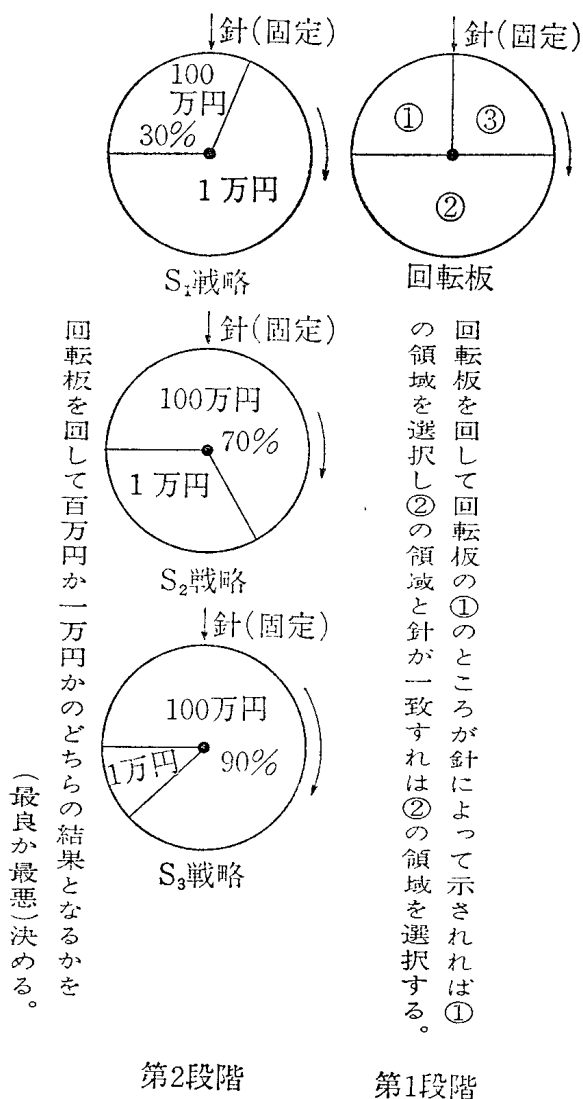 針(固定)
①
③
②
回転板
回転板を回して回転板の①のところが針によって示されれば①
の領域を選択し②の領域と針が一致すれは②の領域を選択する。
第1段階
針(固定)
100
万円
30%
1万円
S₁戦略
針(固定)
100万円
70%
1万円
S₂戦略
針(固定)
100万円
1万円
90%
S₃戦略
回転板を回して百万円か一万円かのどちらの結果となるかを
(最良か最悪)決める。
第2段階